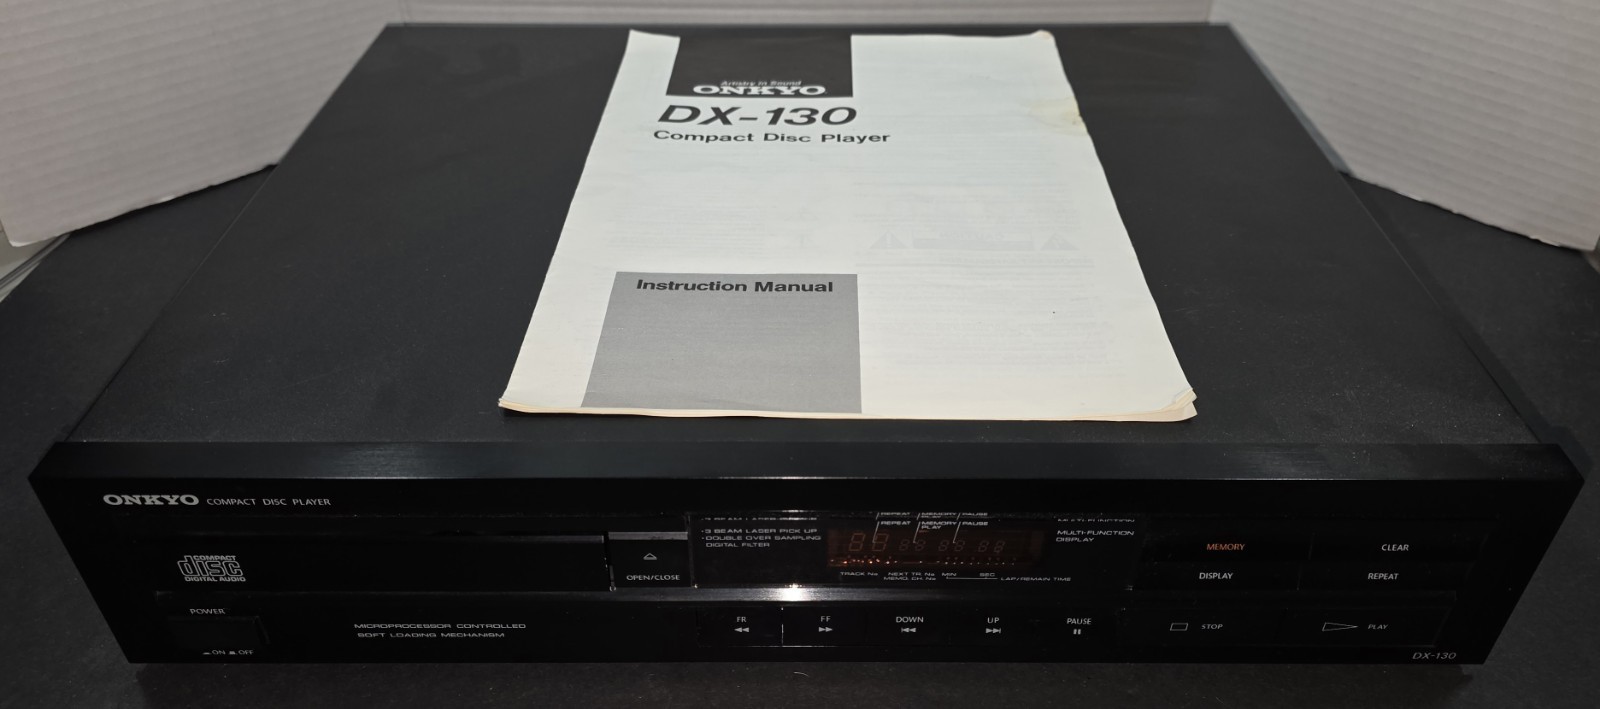 Artistry in Sound
ONKYO
DX-130
Compact Disc Player
Instruction Manual
ONKYO COMPACT DISC PLAYER
COMPACT
disc
DIGITAL AUDIO
OPEN/CLOSE
·3 BEAM LASER PICK UP
·DOUBLE OVER SAMPLING
DIGITAL FILTER
REPEAT MEMORY PLAY PAUSE
MULTI-FUNCTION
DISPLAY
TRACK No. NEXT TR. No. MIN SEC
MEMO. CH. No. LAP/REMAIN TIME
MEMORY
CLEAR
DISPLAY
REPEAT
POWER
ON OFF
MICROPROCESSOR CONTROLLED
SOFT LOADING MECHANISM
FR
FF
DOWN
UP
PAUSE
STOP
PLAY
DX-130